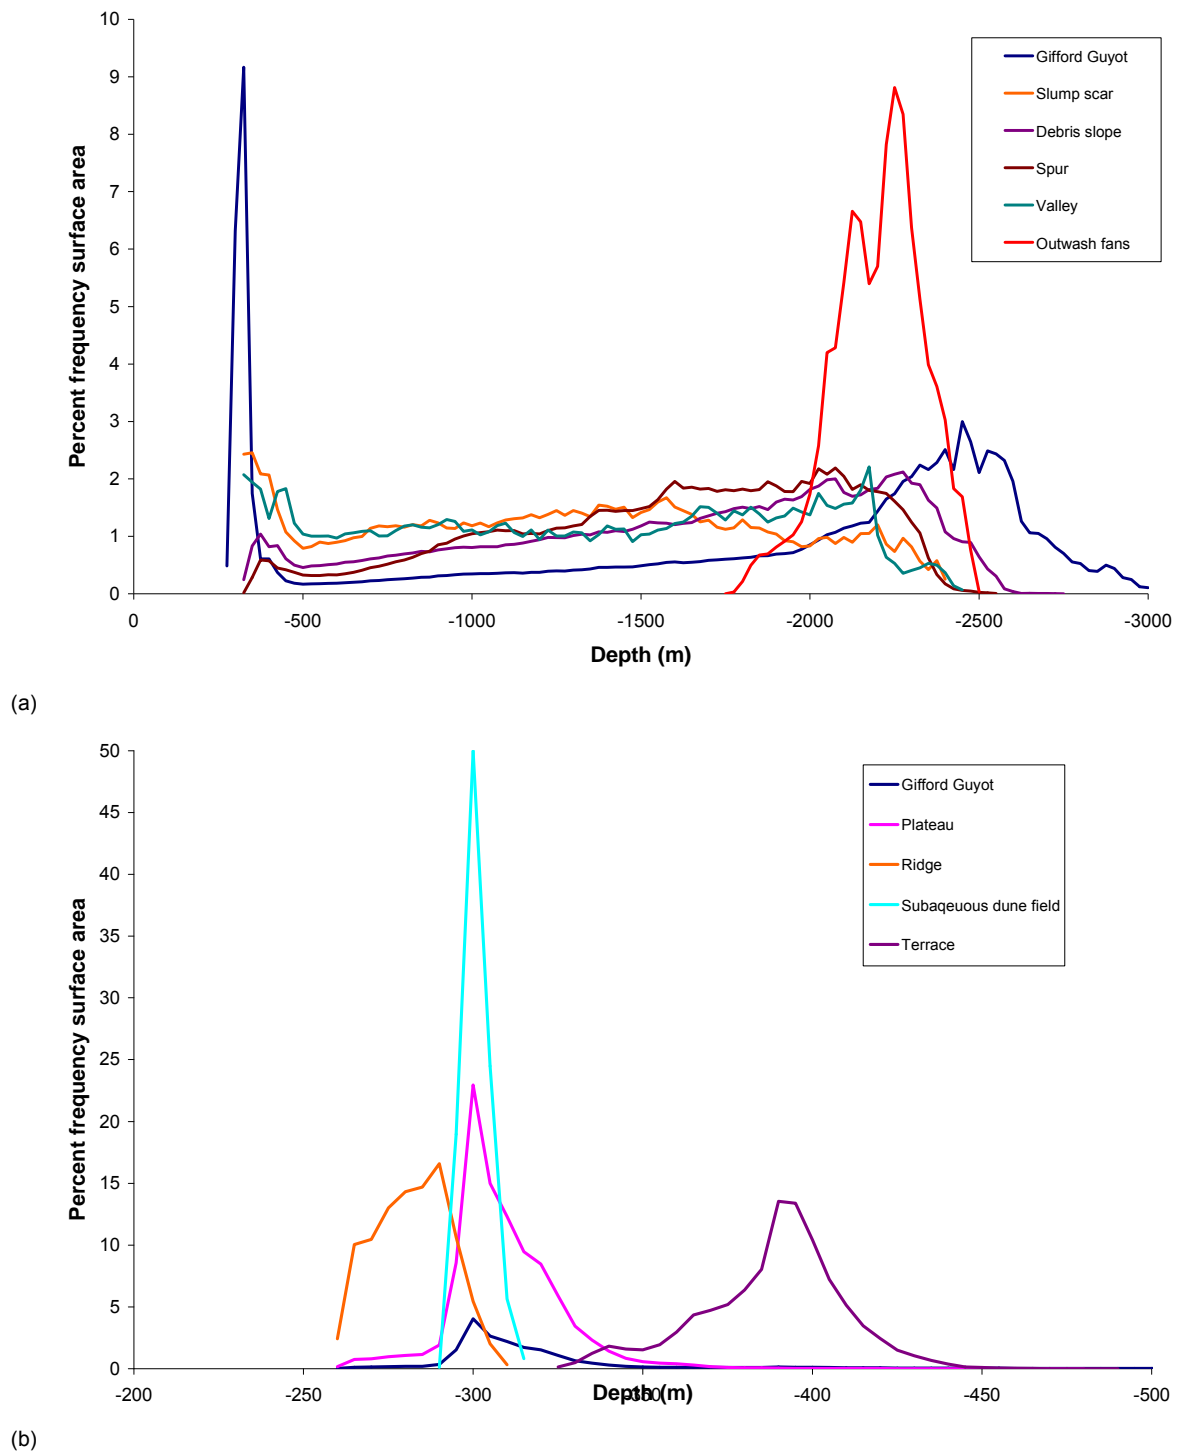 10
9
8
7
6
5
4
3
2
1
0
Percent frequency surface area
Gifford Guyot
Slump scar
Debris slope
Spur
Valley
Outwash fans
0 -500 -1000 -1500 -2000 -2500 -3000
Depth (m)
(a)
50
45
40
35
30
25
20
15
10
5
0
Percent frequency surface area
Gifford Guyot
Plateau
Ridge
Subaqeuous dune field
Terrace
-200 -250 -300 -350 -400 -450 -500
Depth (m)
(b)